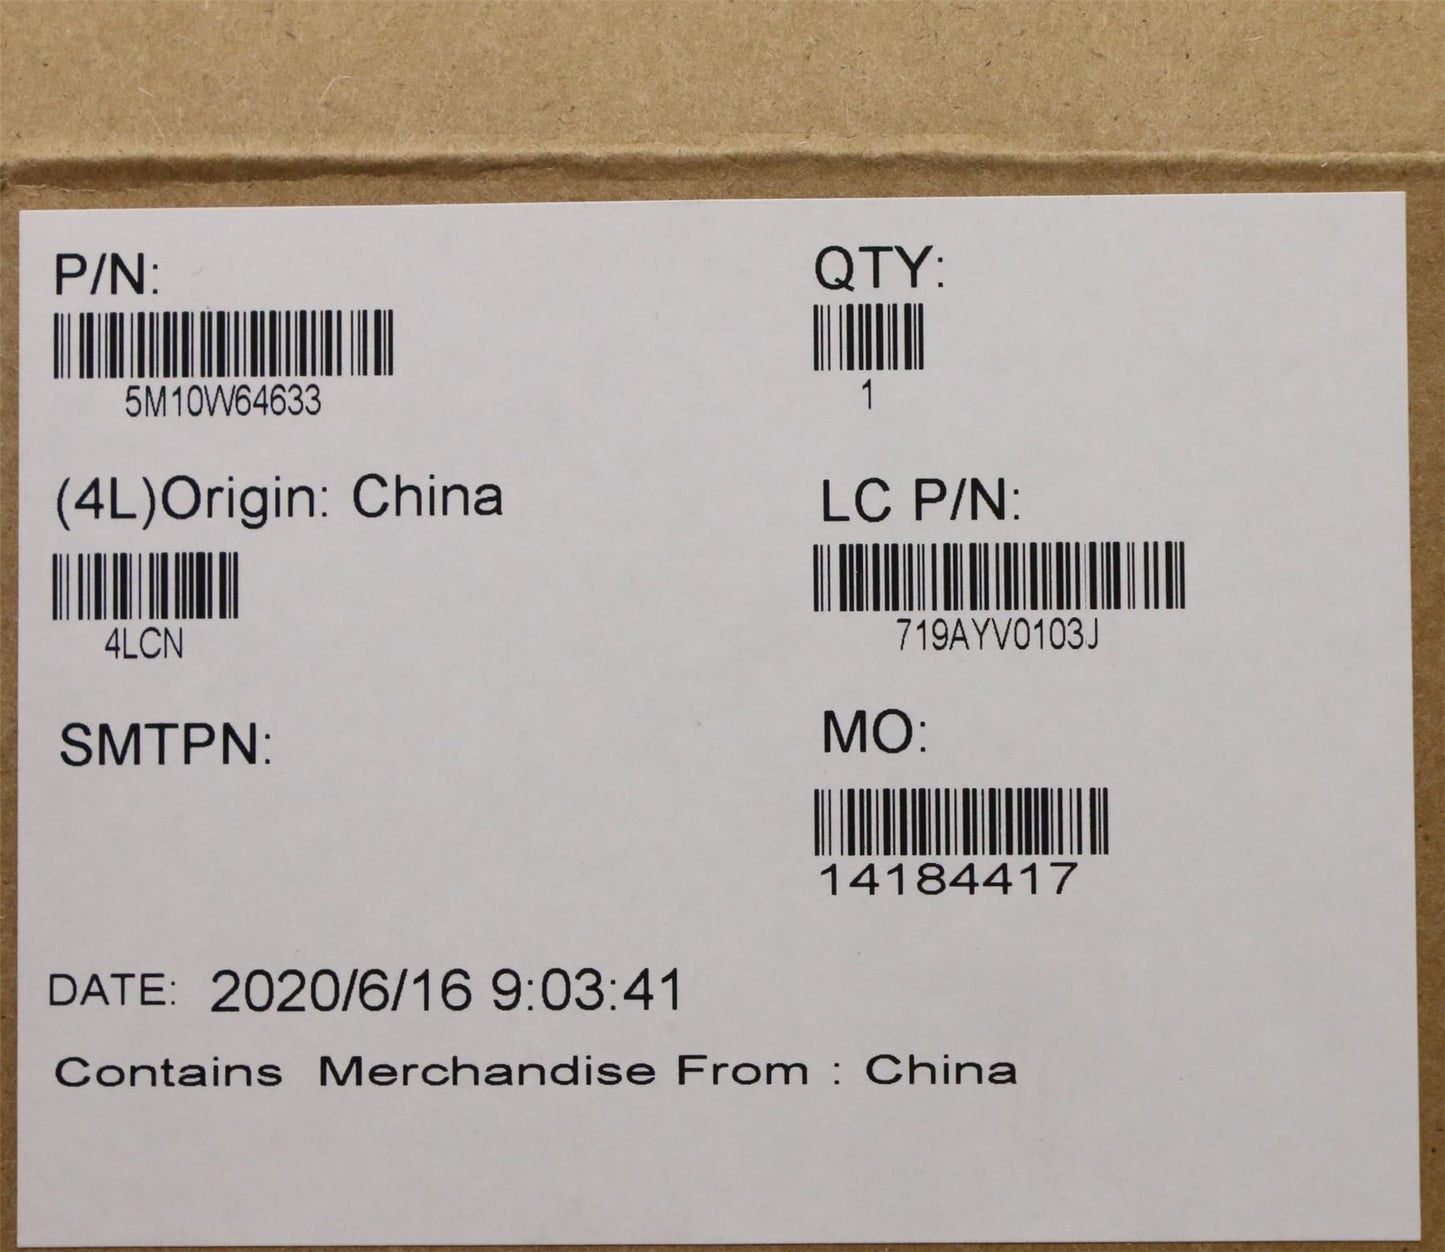 P/N:
5M10W64633
QTY:
1
(4L)Origin: China
4LCN
LC P/N:
719AYV0103J
SMTPN:
MO:
14184417
DATE: 2020/6/16 9:03:41
Contains Merchandise From : China